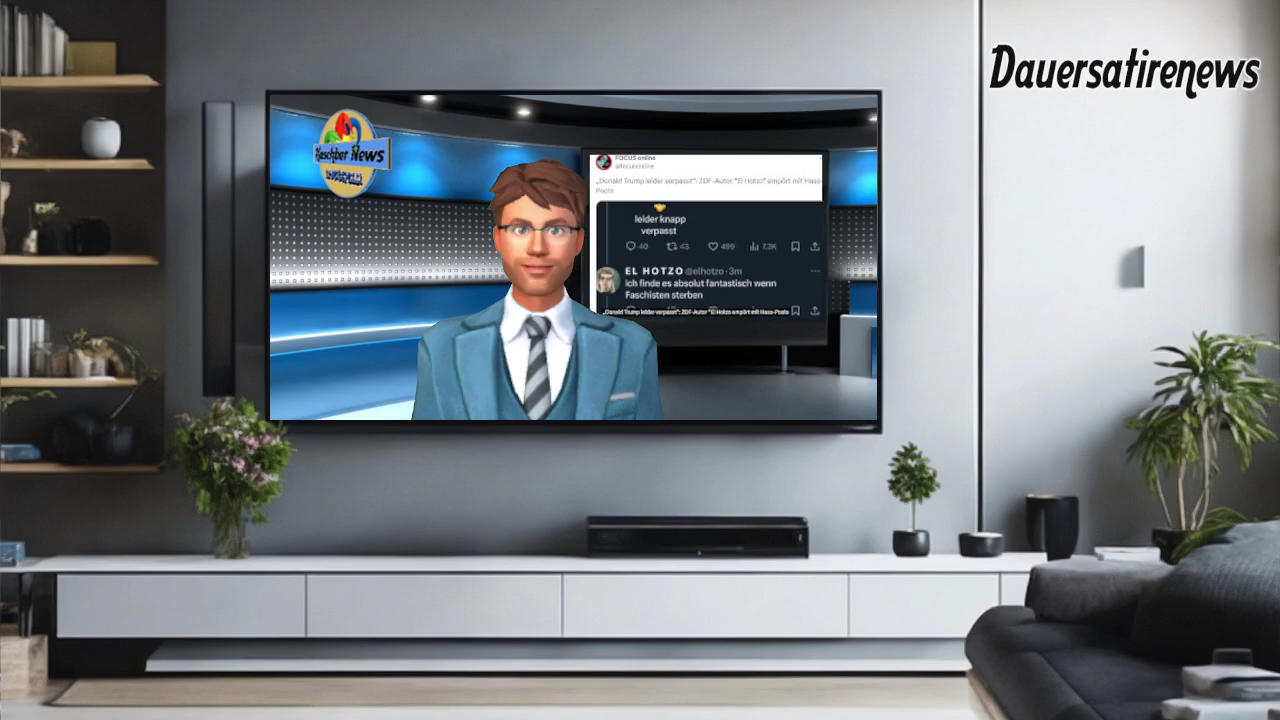 Dauersatirenews
Haschber News
FOCUS online
@focusonline
„Donald Trump leider verpasst“: ZDF-Autor "El Hotzo" empört mit Hass-
Posts
leider knapp
verpasst
40 43 499 7,3K
EL HOTZO @elhotzo · 3m
ich finde es absolut fantastisch wenn
Faschisten sterben
„Donald Trump leider verpasst“: ZDF-Autor "El Hotzo empört mit Hass-Posts